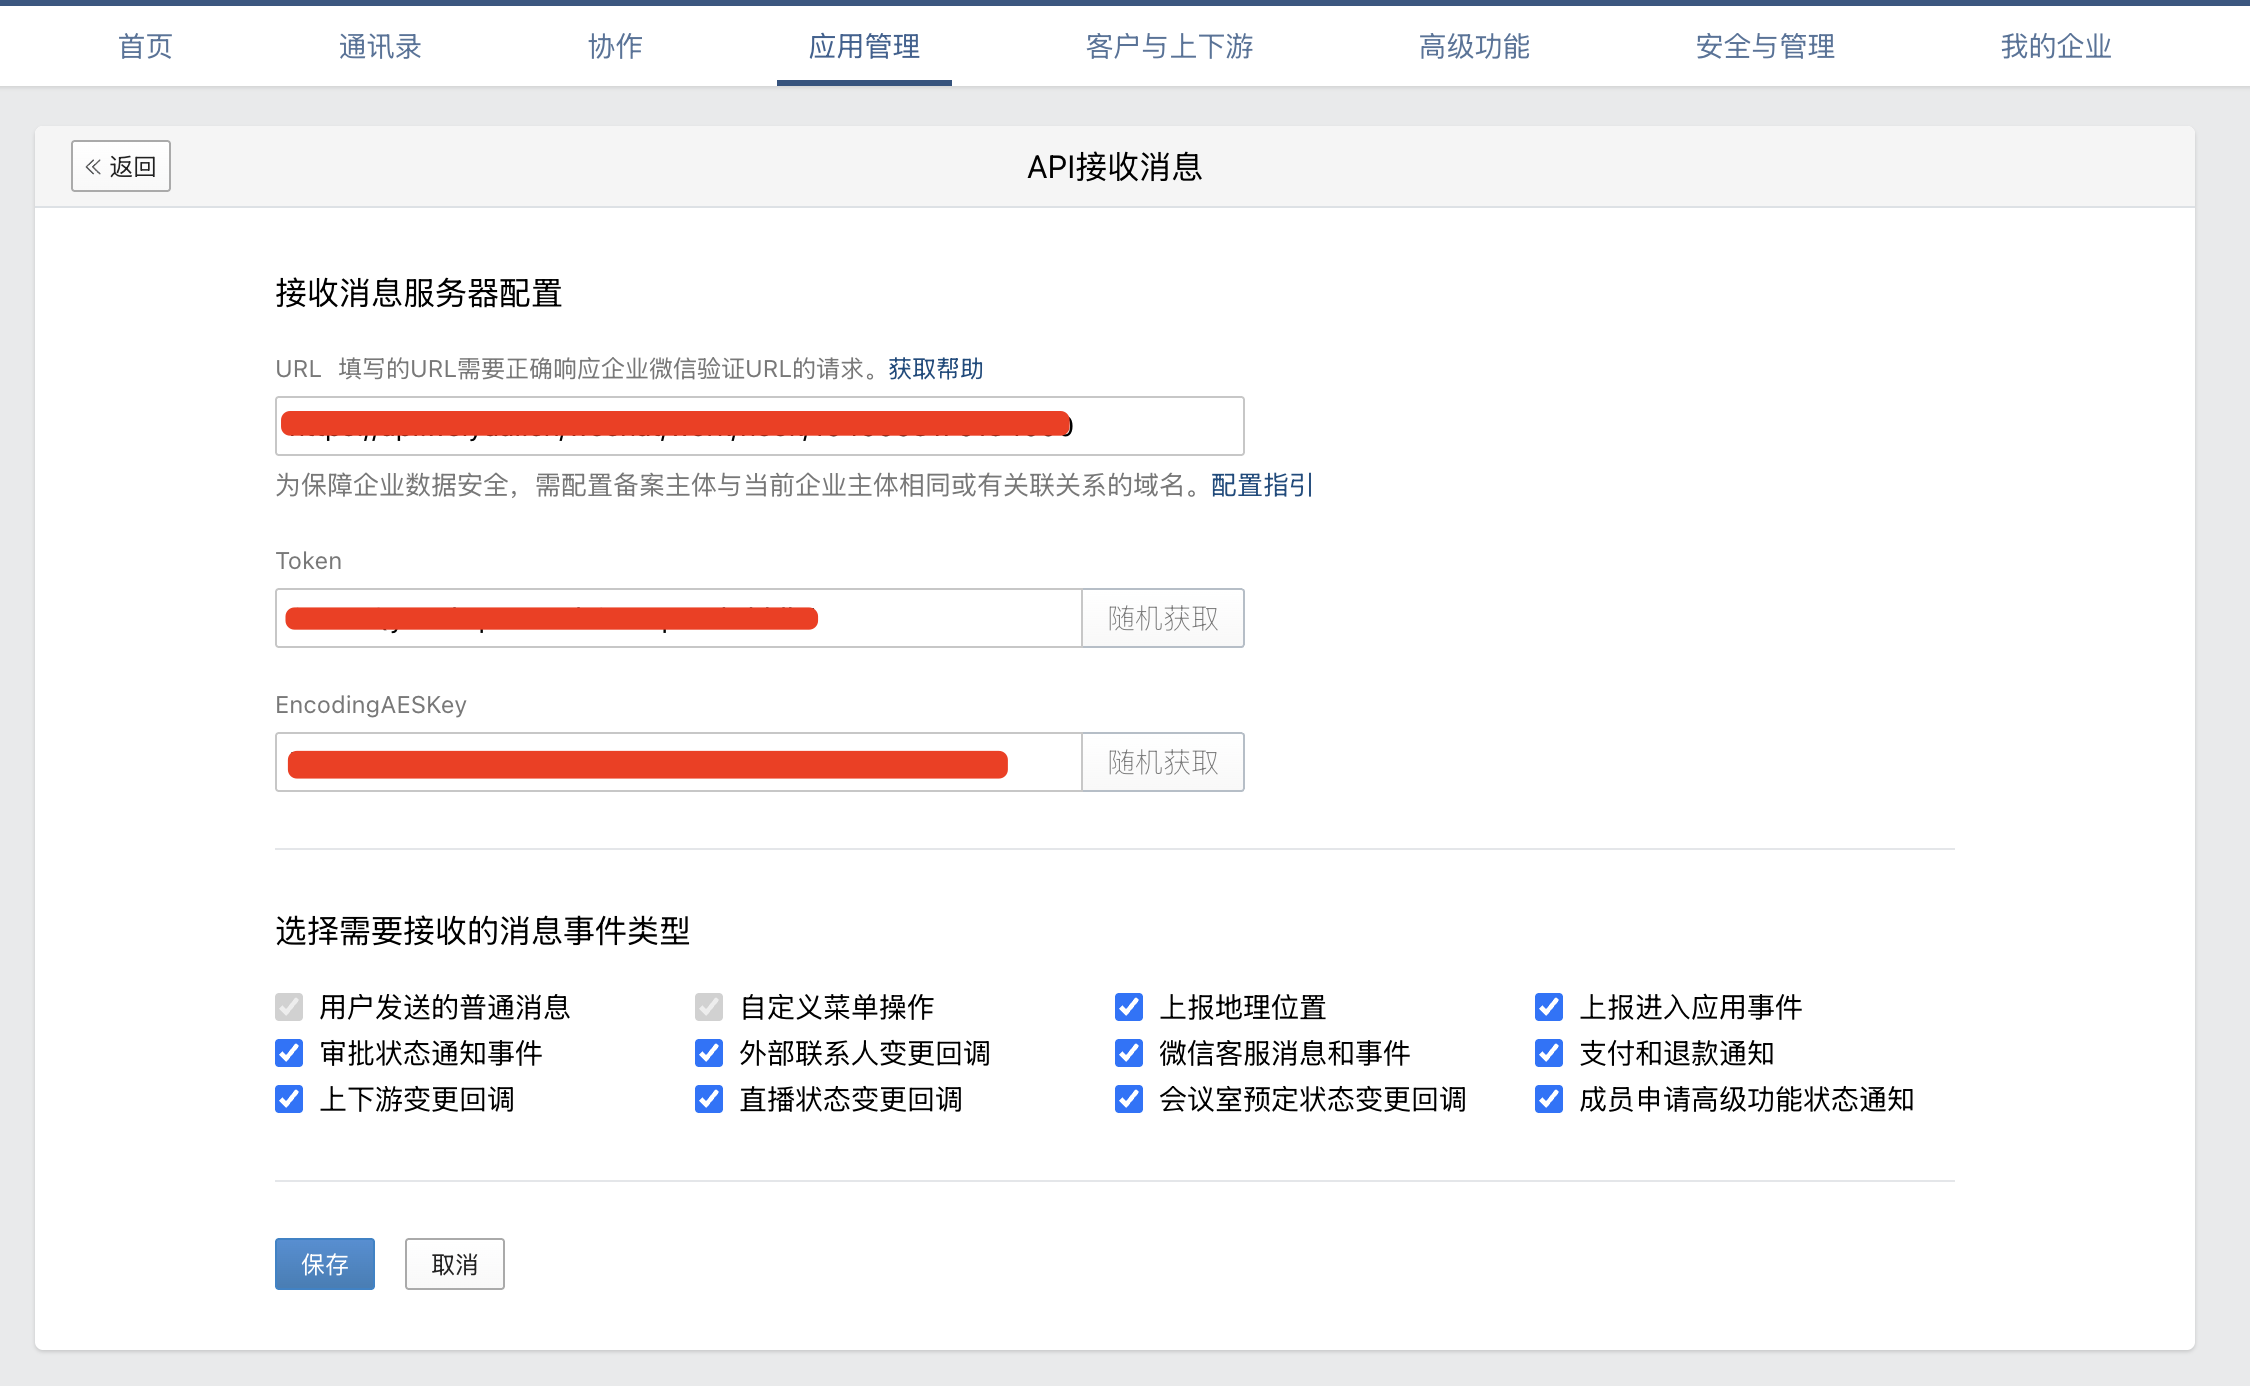 首页 通讯录 协作 应用管理 客户与上下游 高级功能 安全与管理 我的企业
« 返回 API接收消息
接收消息服务器配置
URL 填写的URL需要正确响应企业微信验证URL的请求。获取帮助
为保障企业数据安全，需配置备案主体与当前企业主体相同或有关联关系的域名。配置指引
Token
随机获取
EncodingAESKey
随机获取
选择需要接收的消息事件类型
用户发送的普通消息 自定义菜单操作 上报地理位置 上报进入应用事件
审批状态通知事件 外部联系人变更回调 微信客服消息和事件 支付和退款通知
上下游变更回调 直播状态变更回调 会议室预定状态变更回调 成员申请高级功能状态通知
保存 取消